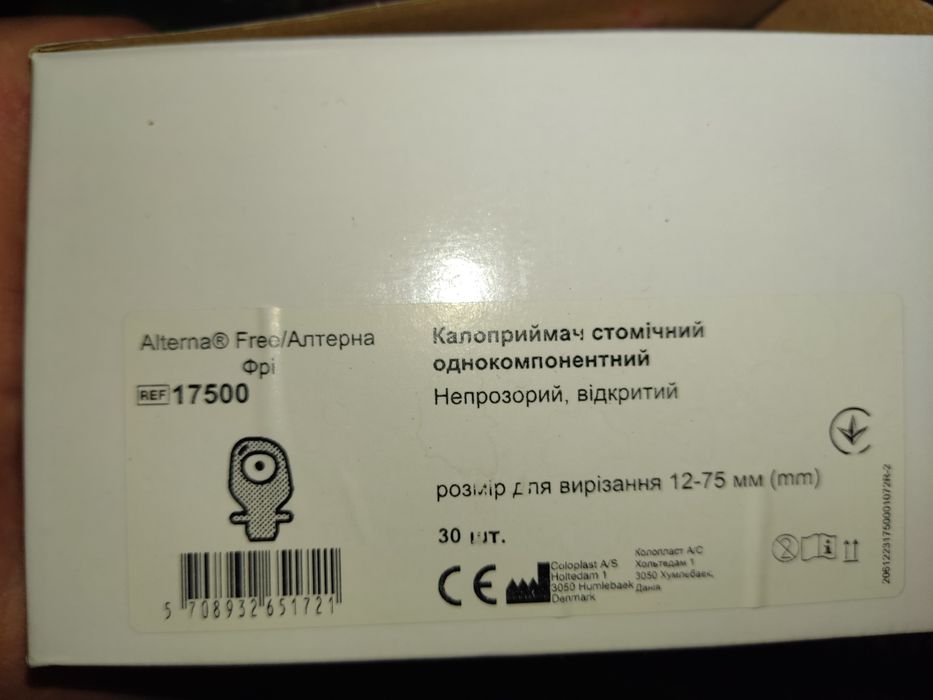 Alterna® Free/Алтерна
Фрі
REF 17500
5 708932 651721
Калоприймач стомічний
однокомпонентний
Непрозорий, відкритий
розмір для вирізання 12-75 мм (mm)
30 шт.
CE
Coloplast A/S
Holtedam 1
3050 Humlebaek
Denmark
Колопласт А/С
Хольтедам 1
3050 Хумлебаек,
Данія